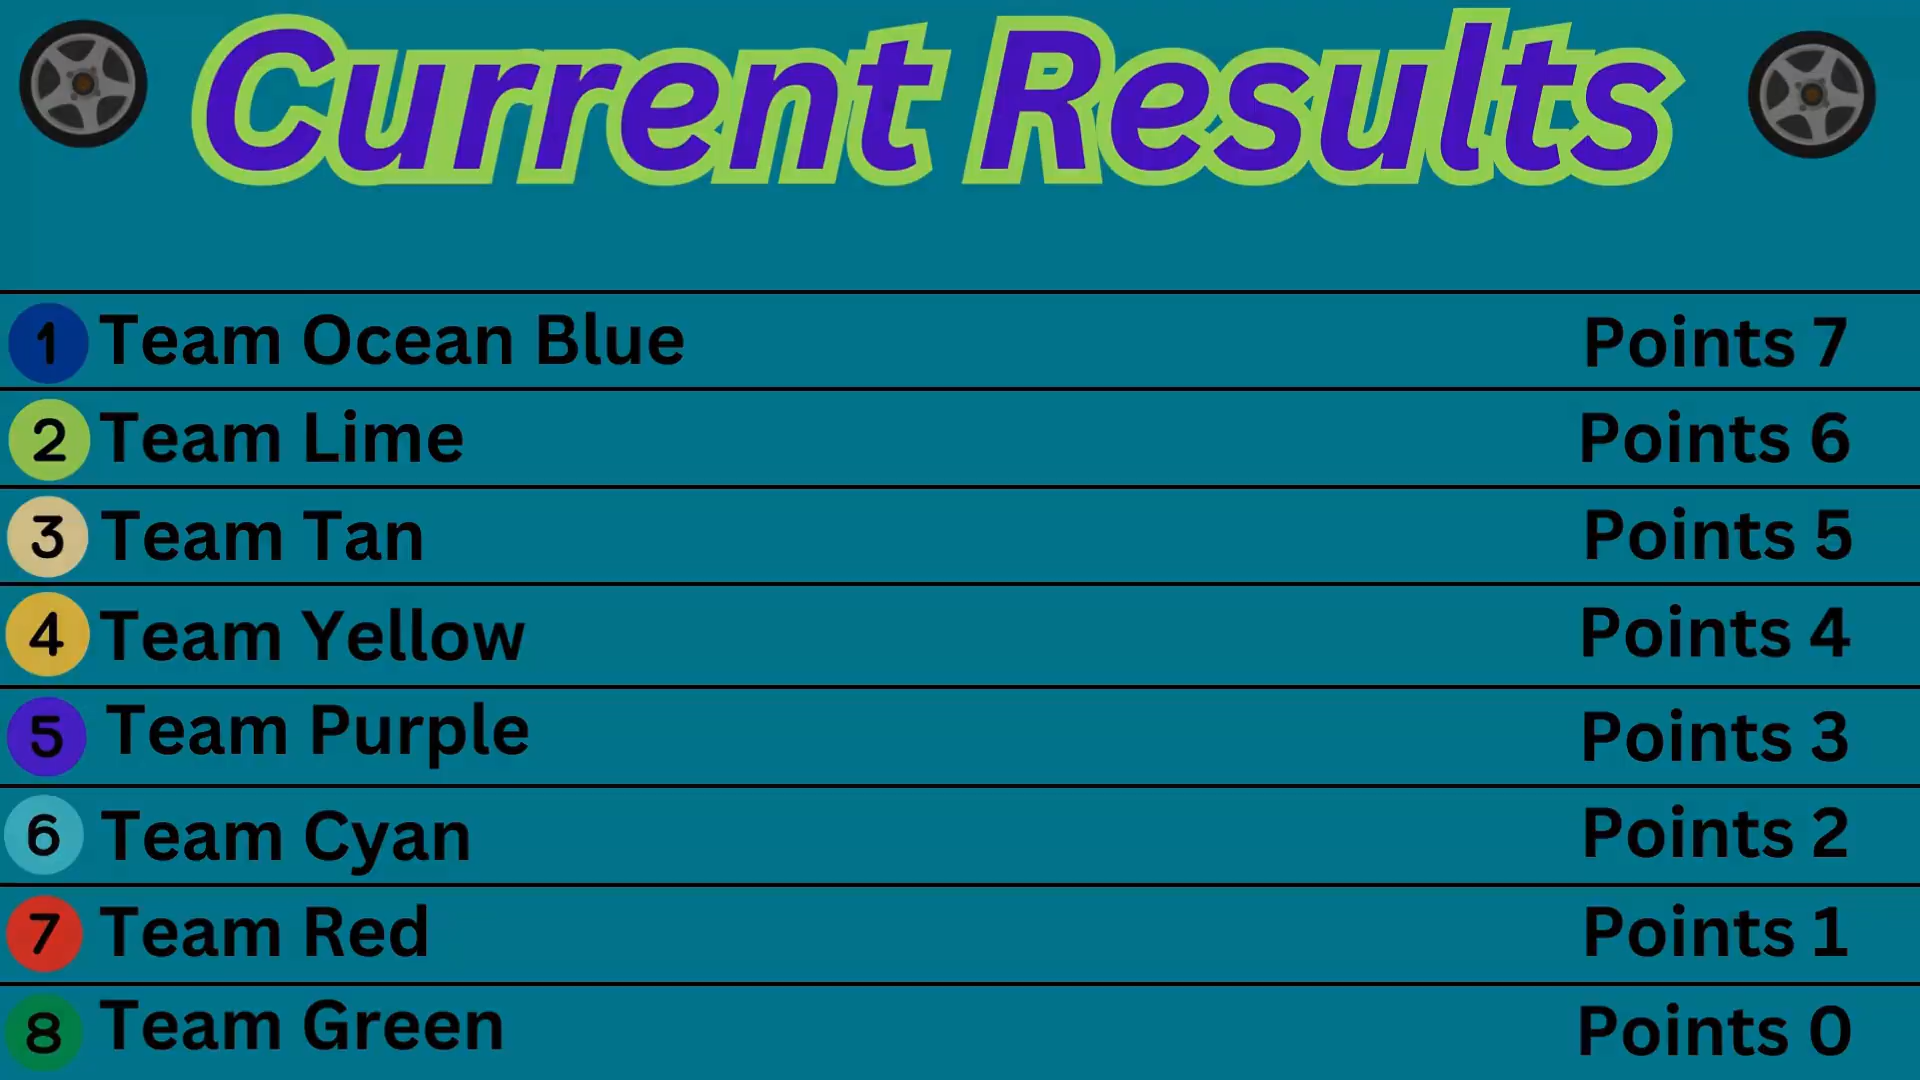 Current Results
1 Team Ocean Blue Points 7
2 Team Lime Points 6
3 Team Tan Points 5
4 Team Yellow Points 4
5 Team Purple Points 3
6 Team Cyan Points 2
7 Team Red Points 1
8 Team Green Points 0